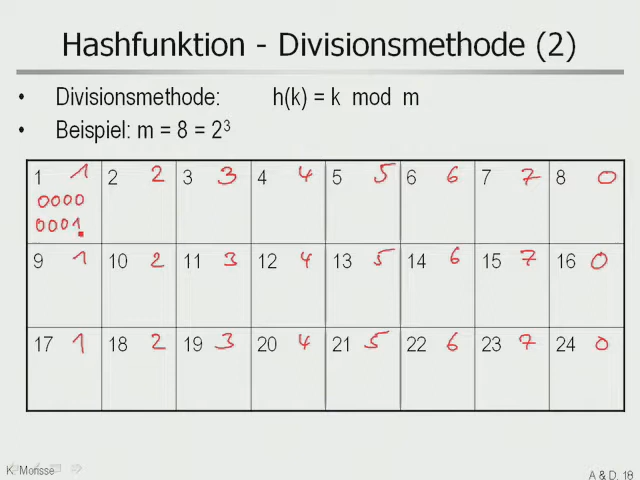 Hashfunktion - Divisionsmethode (2)
• Divisionsmethode: h(k) = k mod m
• Beispiel: m = 8 = 2³
1 1 2 2 3 3 4 4 5 5 6 6 7 7 8 0
0000
0001
9 1 10 2 11 3 12 4 13 5 14 6 15 7 16 0
17 1 18 2 19 3 20 4 21 5 22 6 23 7 24 0
K. Morisse
A & D, 18